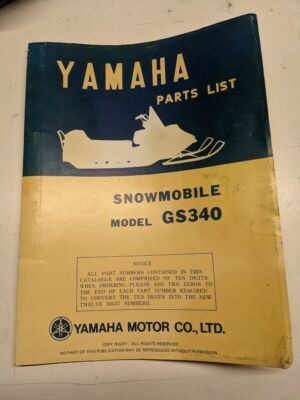 YAMAHA
PARTS LIST
SNOWMOBILE
MODEL GS340
NOTICE
ALL PART NUMBERS CONTAINED IN THIS
CATALOGUE ARE COMPRISED OF TEN DIGITS.
WHEN ORDERING, PLEASE ADD TWO ZEROS TO
THE END OF EACH PART NUMBER REQUIRED
TO CONVERT THE TEN DIGITS INTO THE NEW
TWELVE DIGIT NUMBERS.
YAMAHA MOTOR CO., LTD.
COPY RIGHT. ALL RIGHTS RESERVED
NO PART OF THIS PUBLICATION MAY BE REPRODUCED WITHOUT PERMISSION.